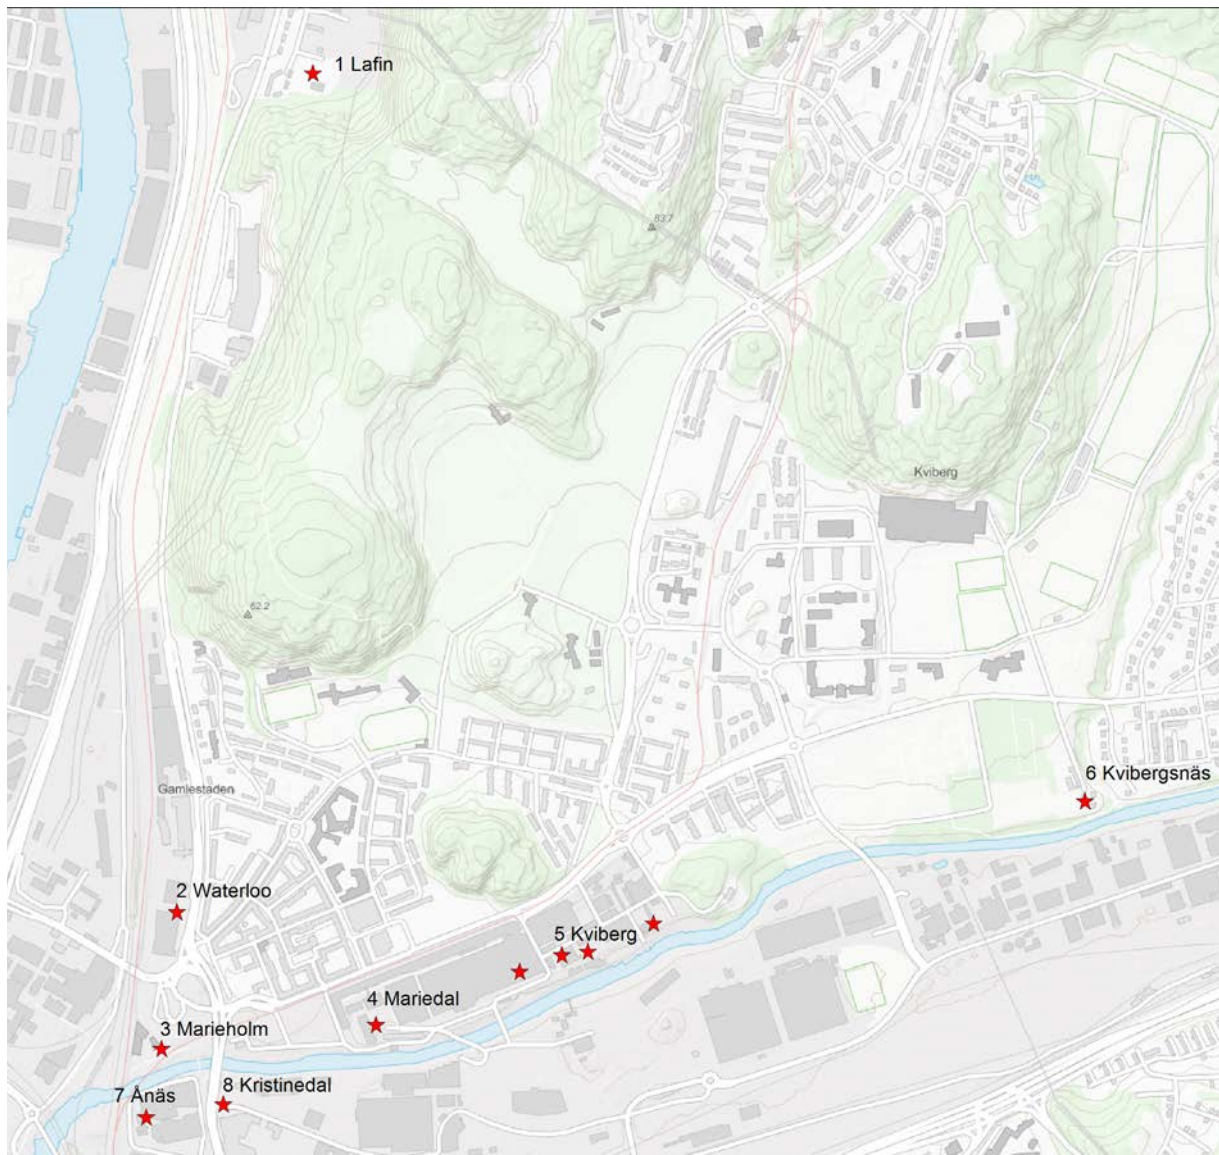 1 Lafin
83.7
Kviberg
62.2
Gamlestaden
6 Kvibergsnäs
2 Waterloo
5 Kviberg
4 Mariedal
3 Marieholm
8 Kristinedal
7 Ånäs